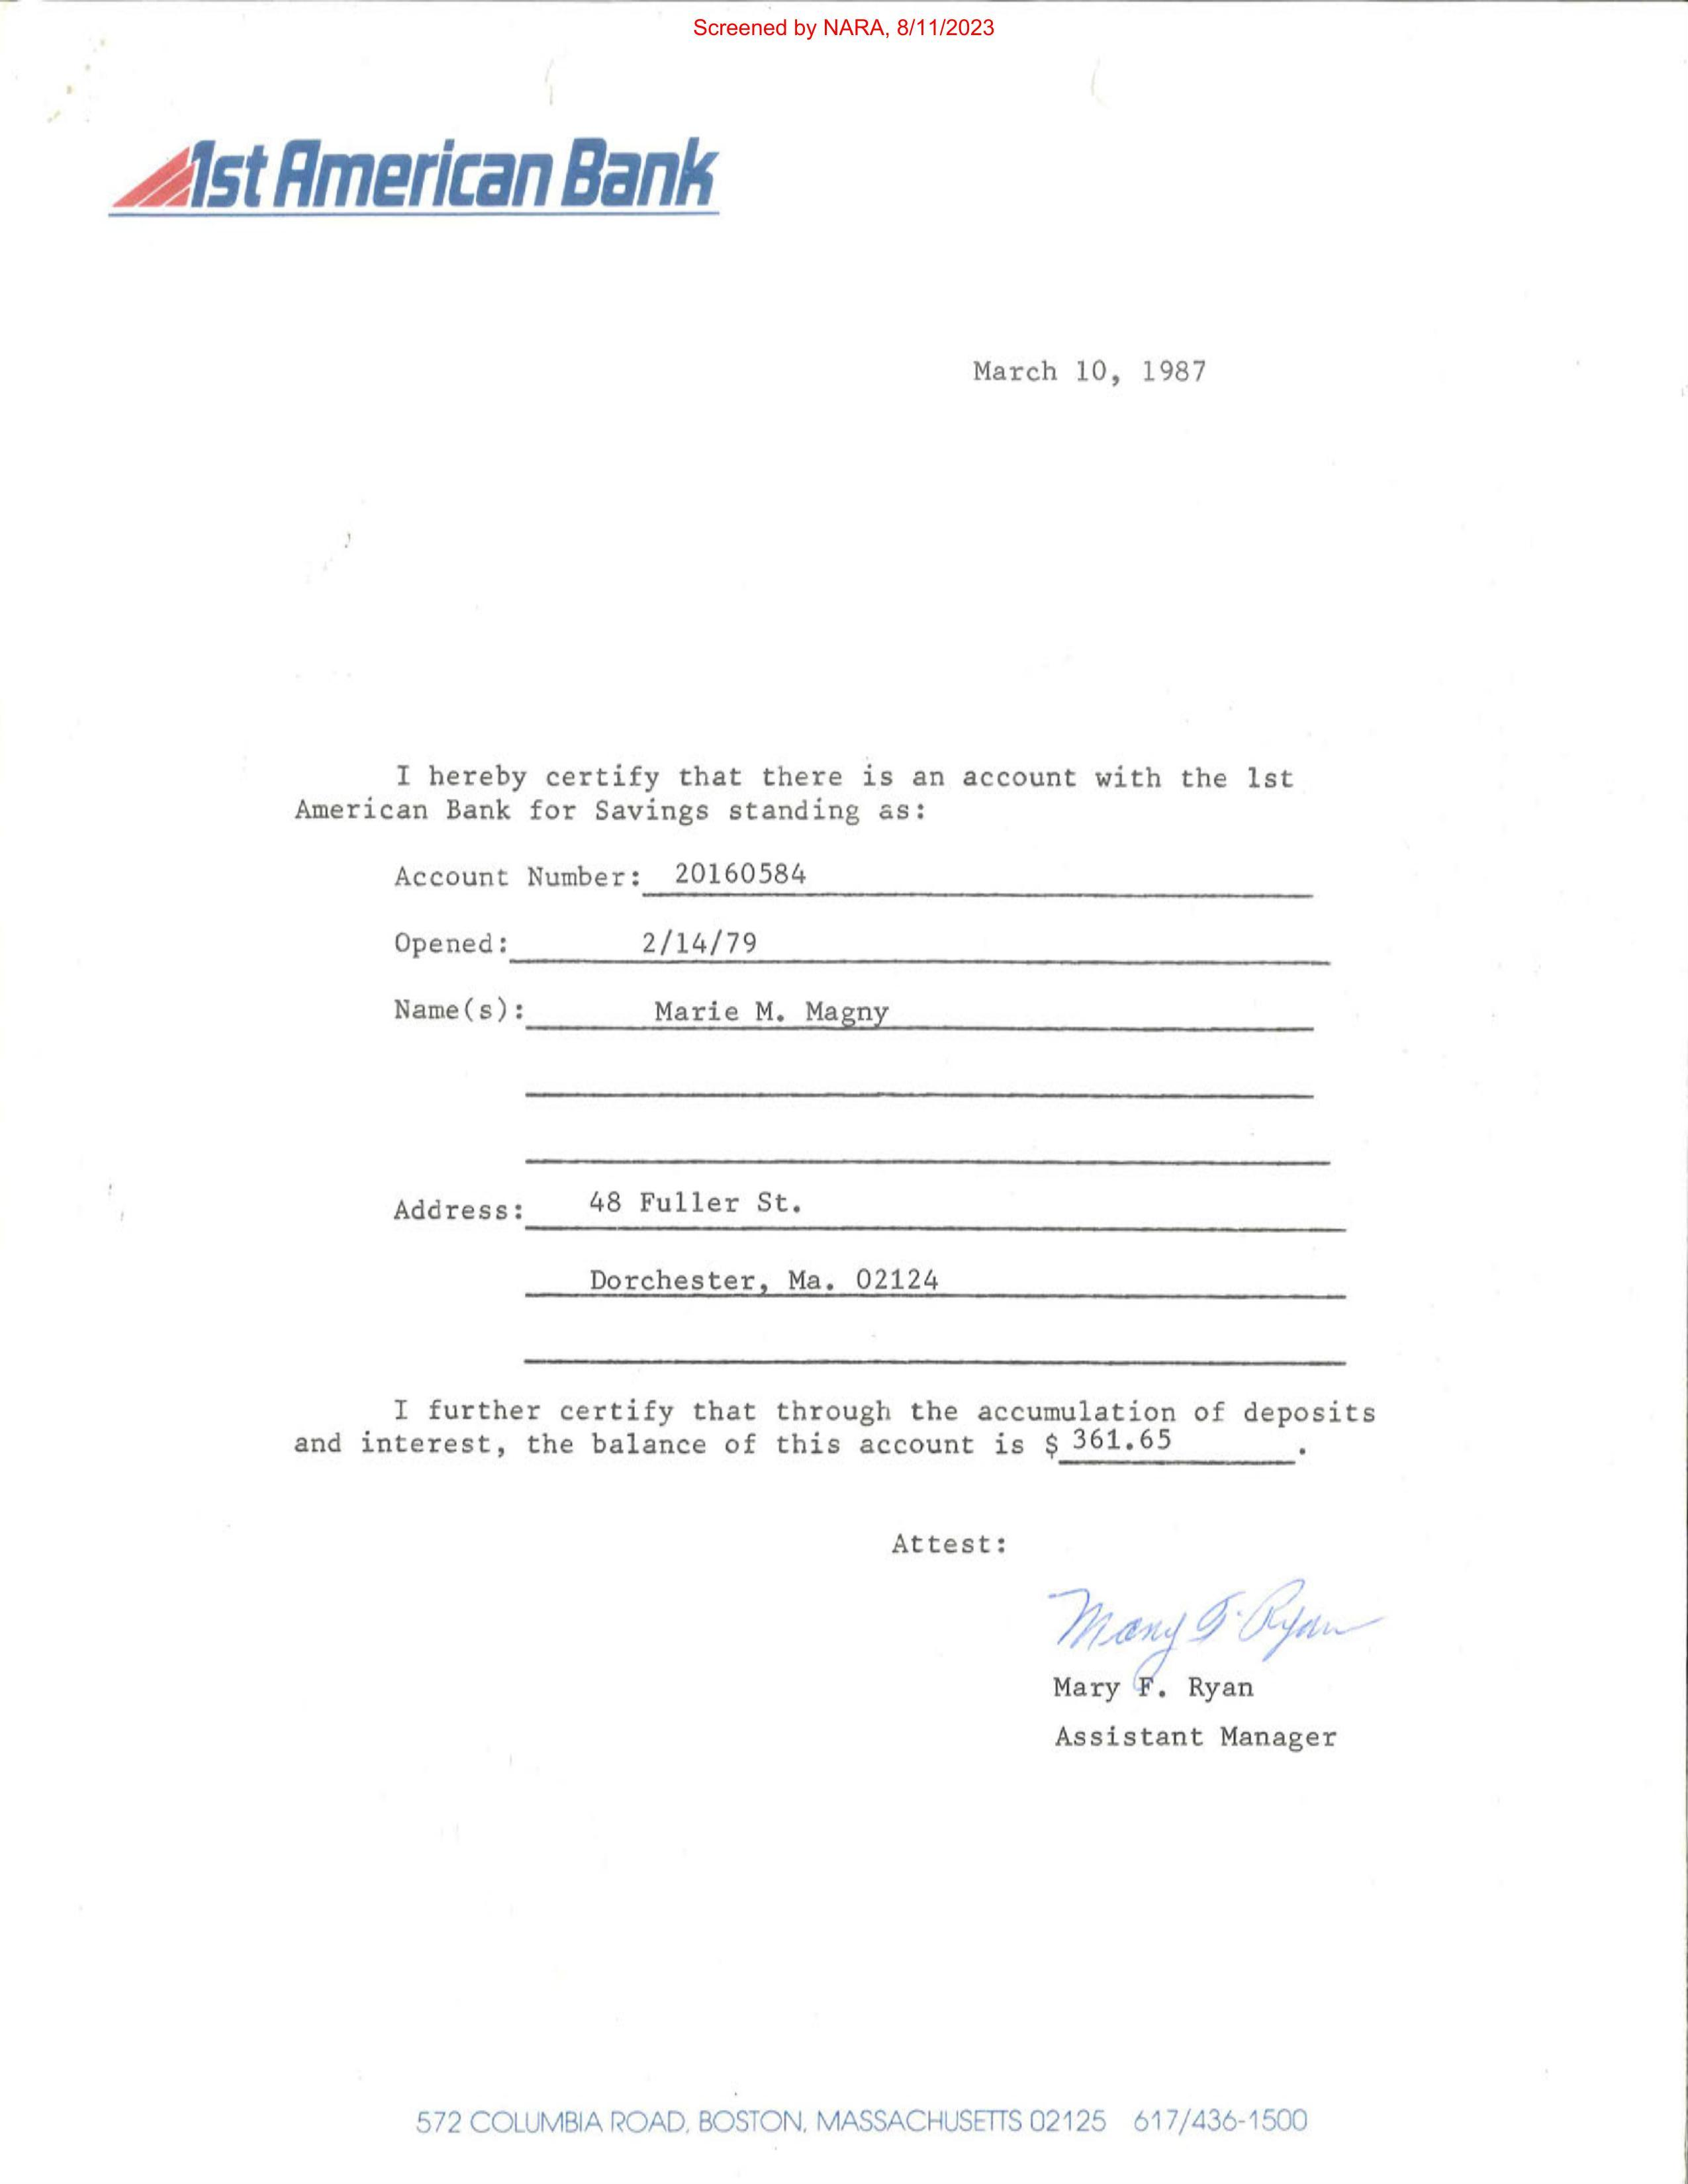 Screened by NARA, 8/11/2023
1st American Bank
March 10, 1987
I hereby certify that there is an account with the 1st
American Bank for Savings standing as:
Account Number: 20160584
Opened: 2/14/79
Name(s): Marie M. Magny
Address: 48 Fuller St.
Dorchester, Ma. 02124
I further certify that through the accumulation of deposits
and interest, the balance of this account is $ 361.65 .
Attest:
Mary F. Ryan
Mary F. Ryan
Assistant Manager
572 COLUMBIA ROAD, BOSTON, MASSACHUSETTS 02125 617/436-1500